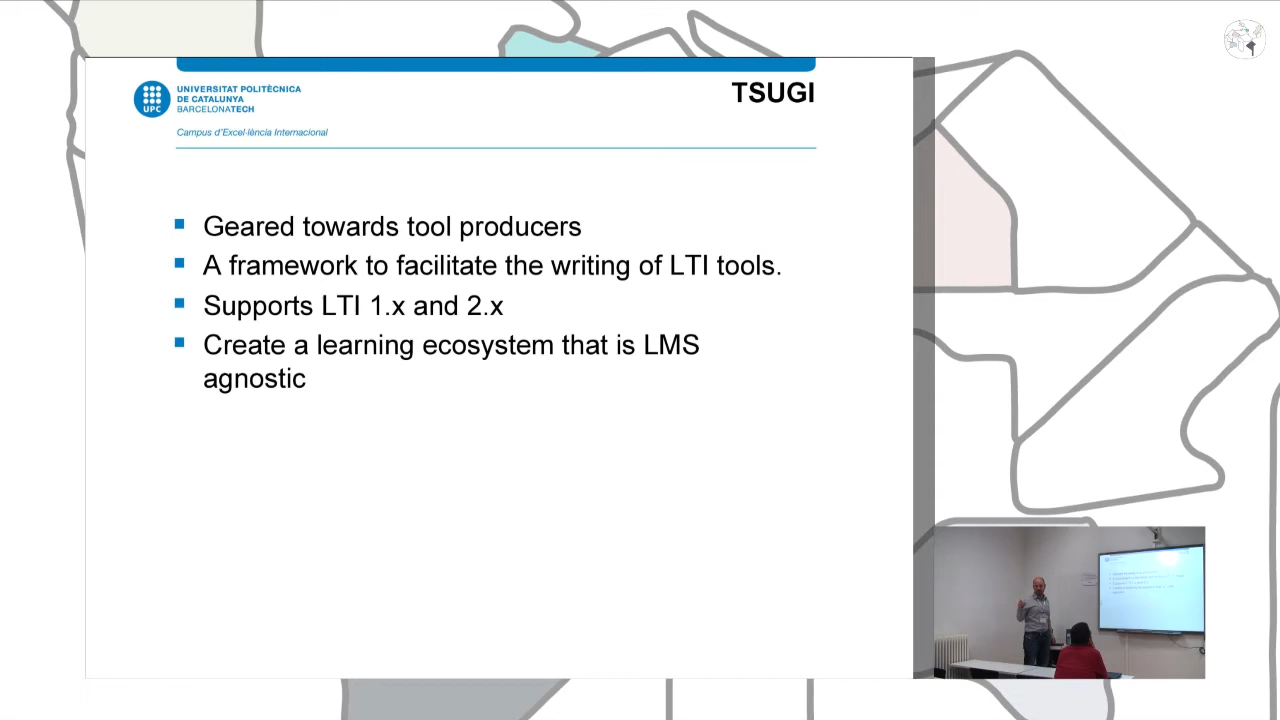 UNIVERSITAT POLITÈCNICA
DE CATALUNYA
BARCELONATECH
UPC
Campus d'Excel·lència Internacional
TSUGI
Geared towards tool producers
A framework to facilitate the writing of LTI tools.
Supports LTI 1.x and 2.x
Create a learning ecosystem that is LMS
agnostic